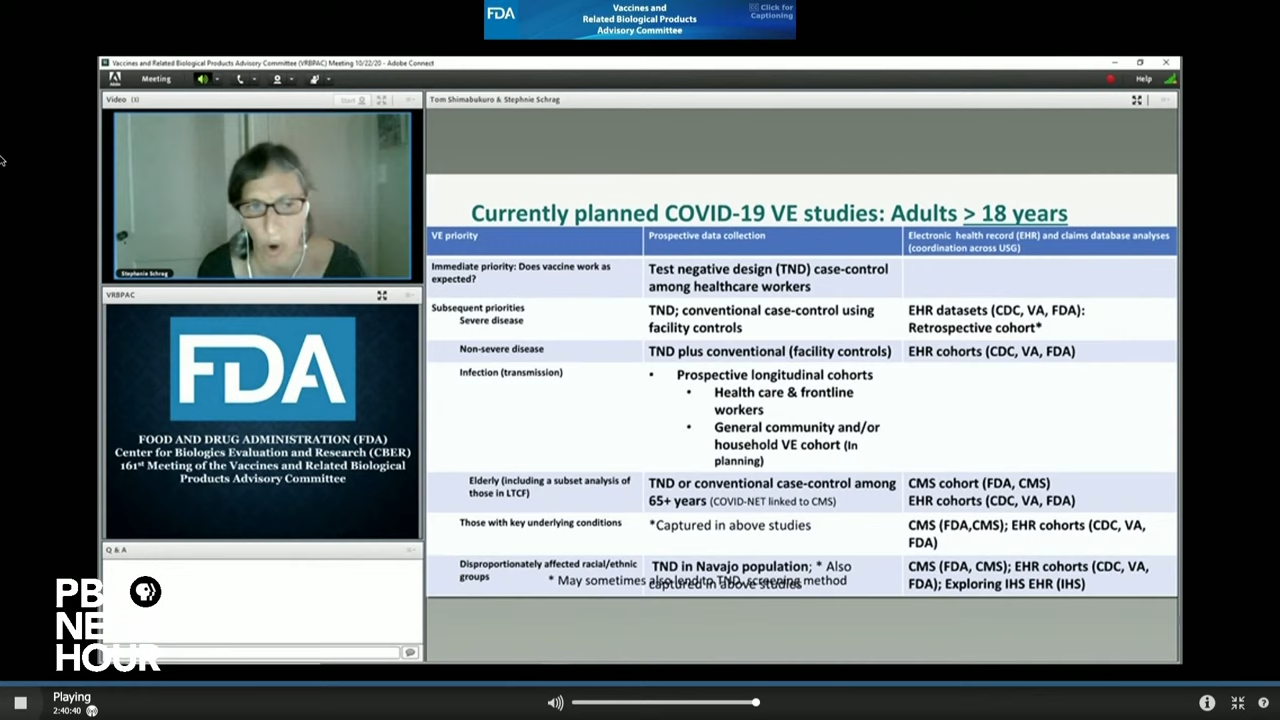 FDA
Vaccines and
Related Biological Products
Advisory Committee
Click for
Captioning
Vaccines and Related Biological Products Advisory Committee (VRBPAC) Meeting 10/22/20 - Adobe Connect
Meeting
Help
Video (3)
Start
Stephanie Schrag
VRBPAC
FDA
FOOD AND DRUG ADMINISTRATION (FDA)
Center for Biologics Evaluation and Research (CBER)
161st Meeting of the Vaccines and Related Biological
Products Advisory Committee
Q & A
Tom Shimabukuro & Stephnie Schrag
Currently planned COVID-19 VE studies: Adults > 18 years
VE priority
Prospective data collection
Electronic health record (EHR) and claims database analyses
(coordination across USG)
Immediate priority: Does vaccine work as
expected?
Test negative design (TND) case-control
among healthcare workers
Subsequent priorities
Severe disease
TND; conventional case-control using
facility controls
EHR datasets (CDC, VA, FDA):
Retrospective cohort*
Non-severe disease
TND plus conventional (facility controls)
EHR cohorts (CDC, VA, FDA)
Infection (transmission)
• Prospective longitudinal cohorts
• Health care & frontline
workers
• General community and/or
household VE cohort (In
planning)
Elderly (including a subset analysis of
those in LTCF)
TND or conventional case-control among
65+ years (COVID-NET linked to CMS)
CMS cohort (FDA, CMS)
EHR cohorts (CDC, VA, FDA)
Those with key underlying conditions
*Captured in above studies
CMS (FDA,CMS); EHR cohorts (CDC, VA,
FDA)
Disproportionately affected racial/ethnic
groups
TND in Navajo population; * Also
captured in above studies
CMS (FDA, CMS); EHR cohorts (CDC, VA,
FDA); Exploring IHS EHR (IHS)
* May sometimes also lend to TND, screening method
PBS
NEWS
HOUR
Playing
2:40:40